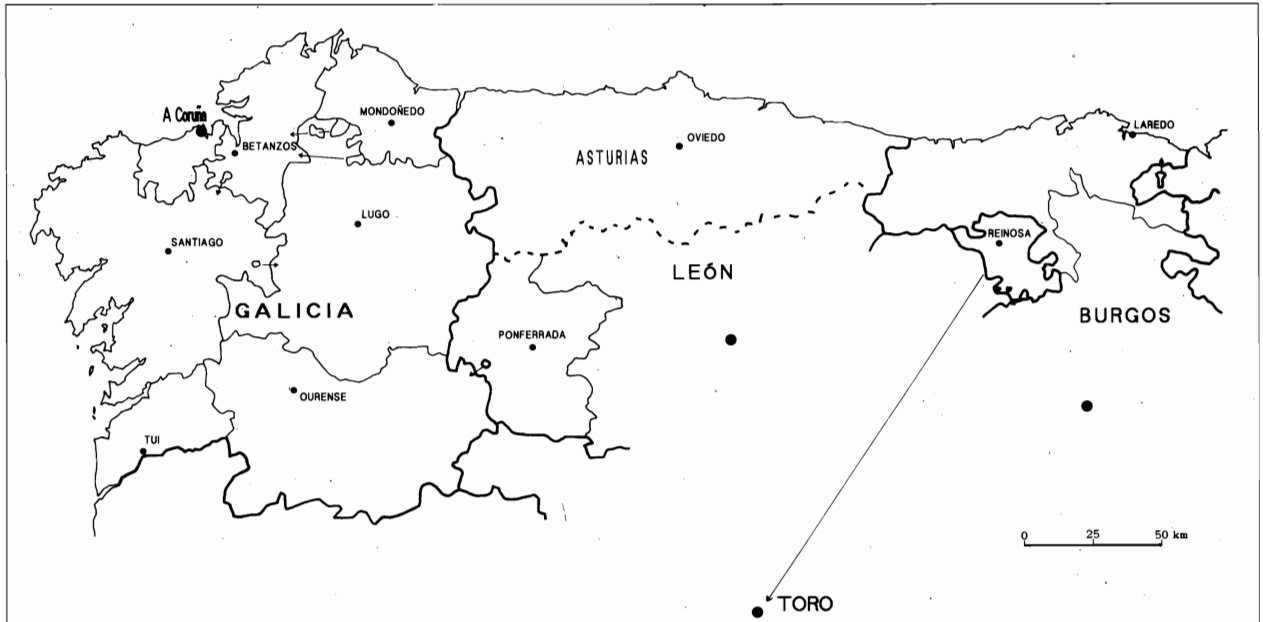 A Coruña
MONDOÑEDO
BETANZOS
ASTURIAS
OVIEDO
LAREDO
LUGO
SANTIAGO
REINOSA
LEÓN
GALICIA
BURGOS
PONFERRADA
OURENSE
TUI
0 25 50 km
TORO